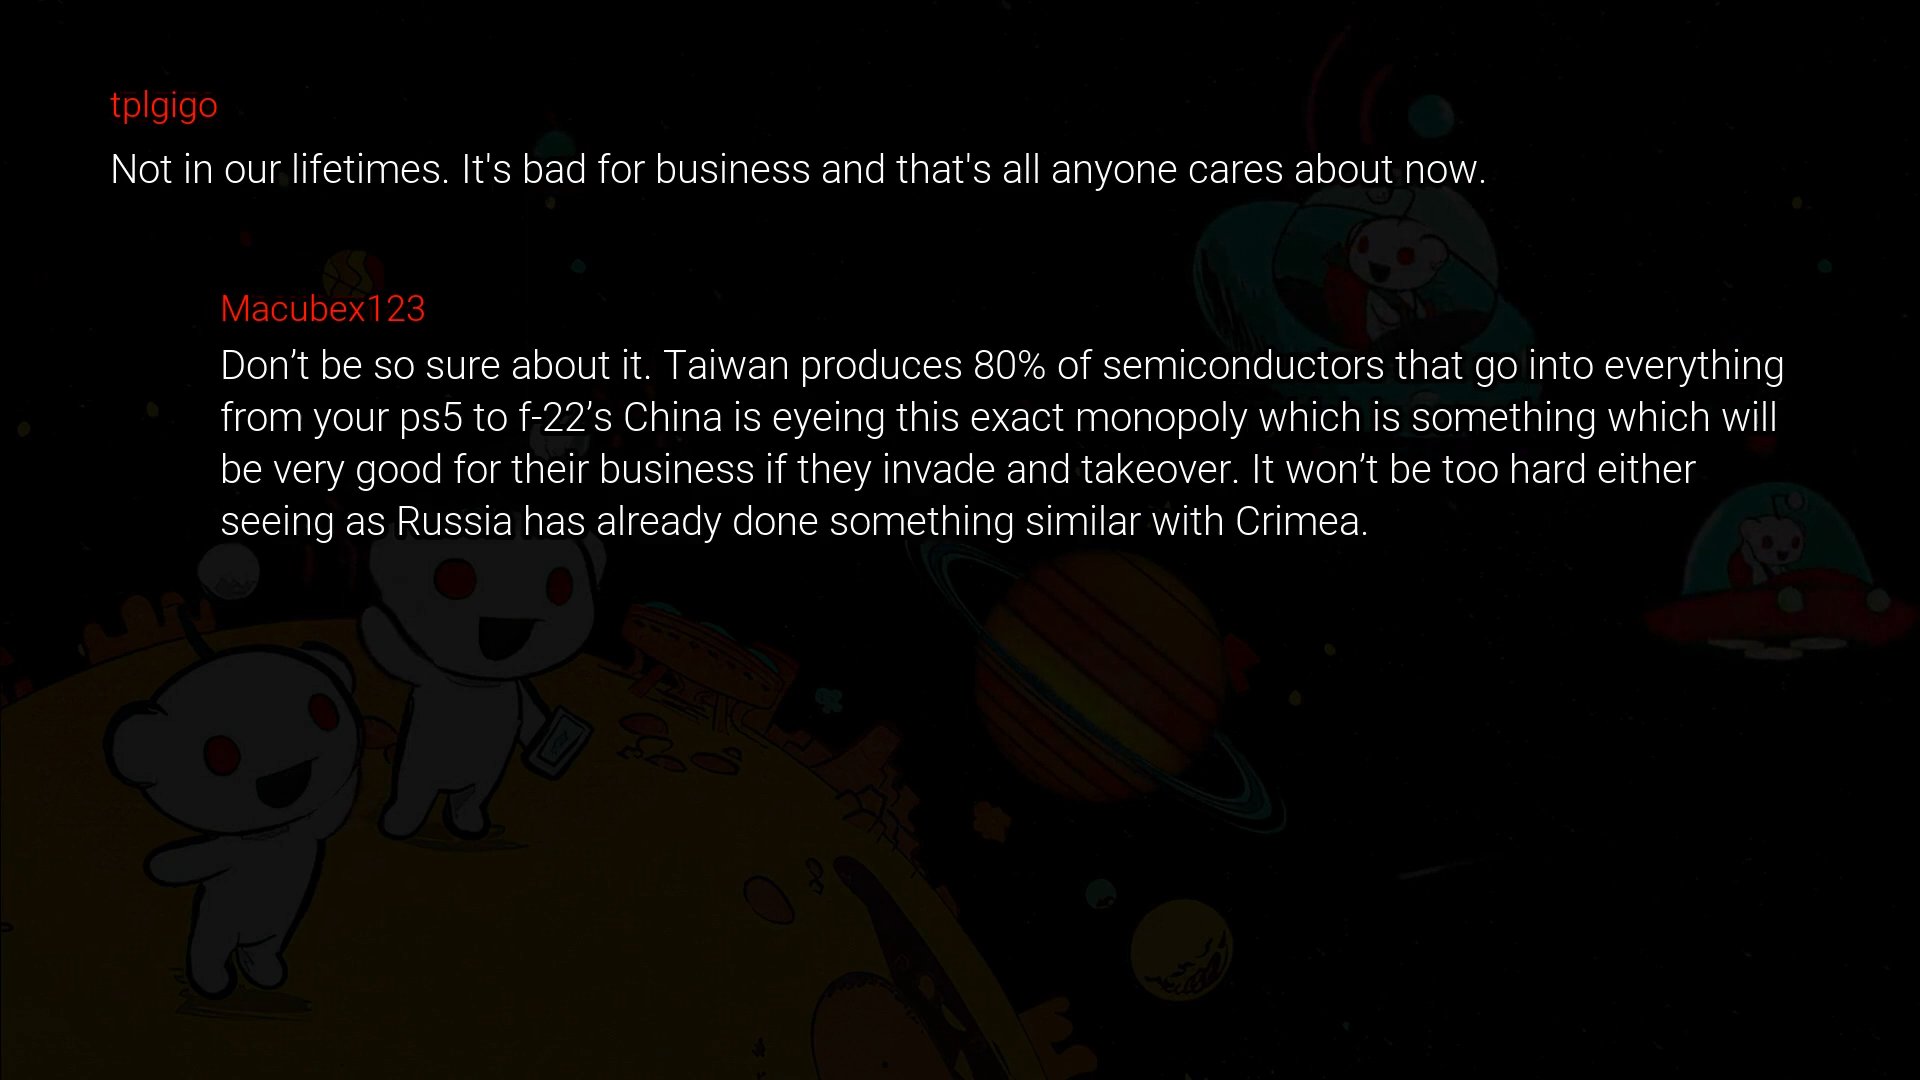 tplgigo
Not in our lifetimes. It's bad for business and that's all anyone cares about now.
Macubex123
Don’t be so sure about it. Taiwan produces 80% of semiconductors that go into everything
from your ps5 to f-22’s China is eyeing this exact monopoly which is something which will
be very good for their business if they invade and takeover. It won’t be too hard either
seeing as Russia has already done something similar with Crimea.